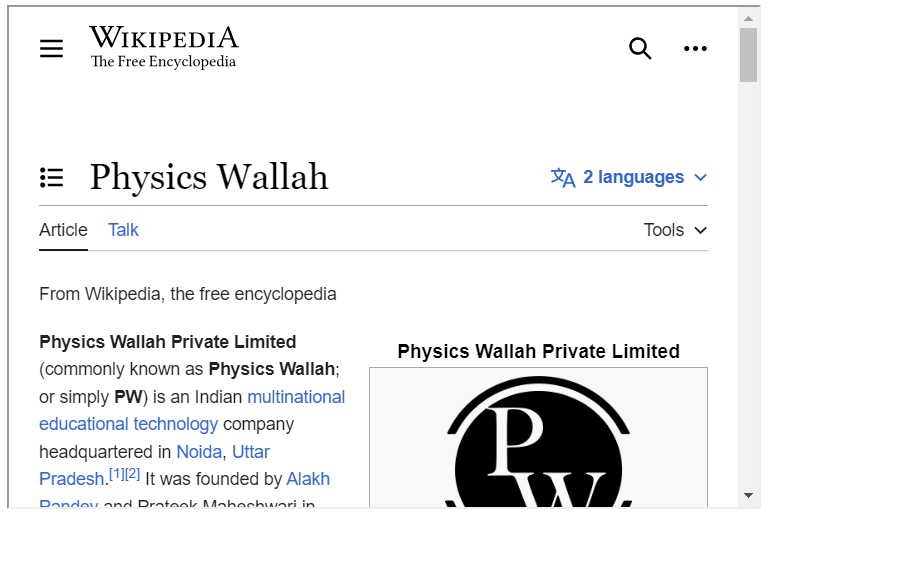 WIKIPEDIA
The Free Encyclopedia
Physics Wallah
文A 2 languages
Article Talk
Tools
From Wikipedia, the free encyclopedia
Physics Wallah Private Limited
(commonly known as Physics Wallah;
or simply PW) is an Indian multinational
educational technology company
headquartered in Noida, Uttar
Pradesh.[1][2] It was founded by Alakh
Pandey and Prateek Maheshwari in
Physics Wallah Private Limited
P
W